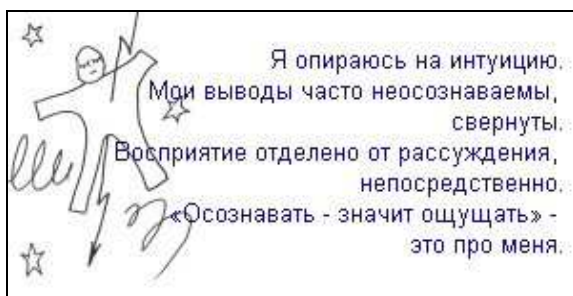 Я опираюсь на интуицию.
Мои выводы часто неосознаваемы,
свернуты.
Восприятие отделено от рассуждения,
непосредственно.
«Осознавать - значит ощущать» -
это про меня.